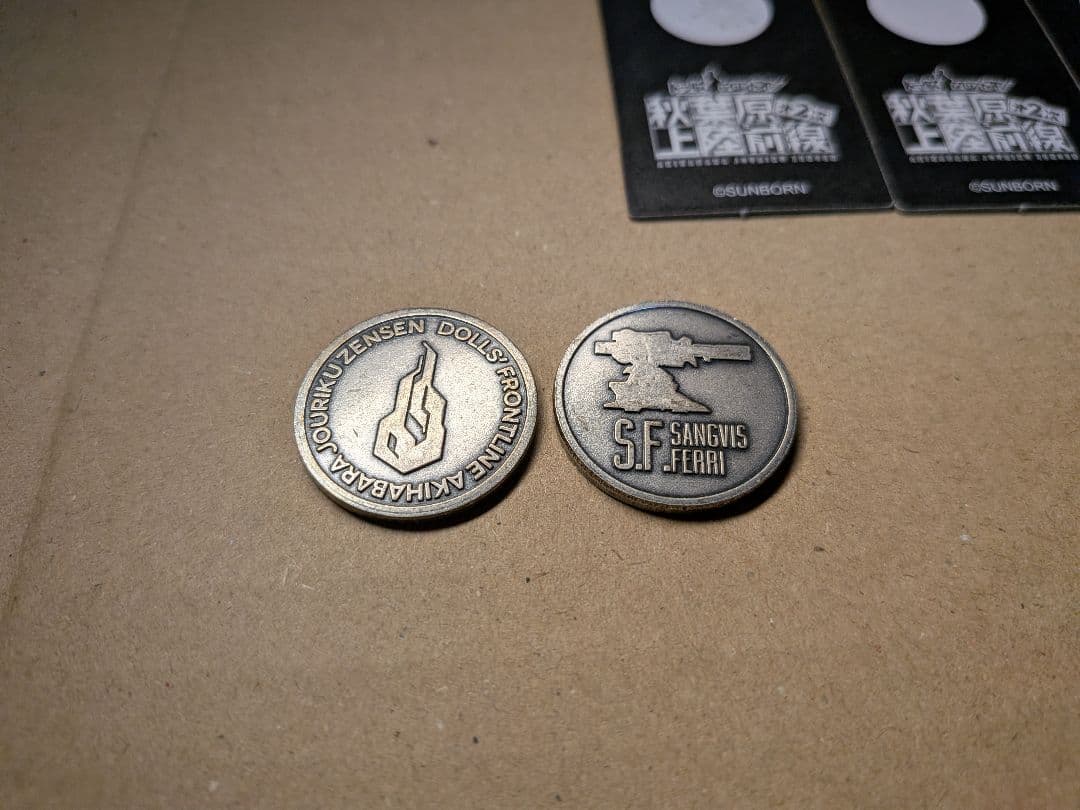 秋葉原
上陸前線
©SUNBORN
秋葉原
上陸前線
©SUNBORN
DOLLS' FRONTLINE AKIHABARA JOURIKU ZENSEN
S.F. SANGVIS
FERRI